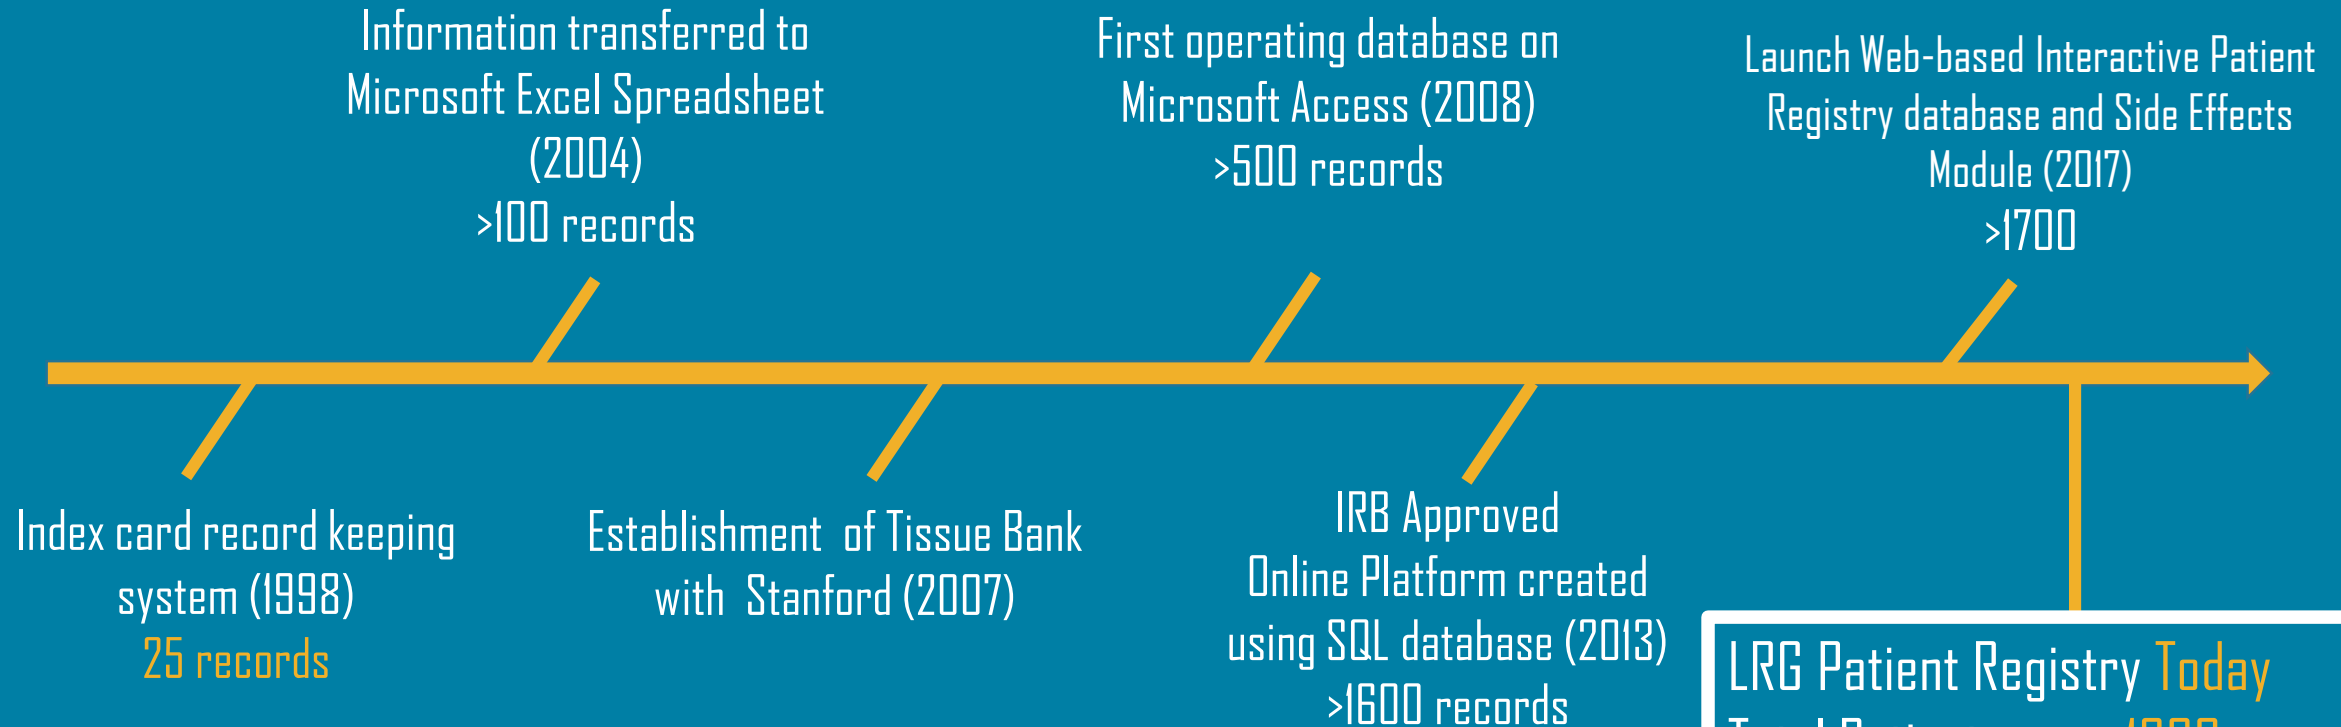 Information transferred to
Microsoft Excel Spreadsheet
(2004)
>100 records
First operating database on
Microsoft Access (2008)
>500 records
Launch Web-based Interactive Patient
Registry database and Side Effects
Module (2017)
>1700
Index card record keeping
system (1998)
25 records
Establishment of Tissue Bank
with Stanford (2007)
IRB Approved
Online Platform created
using SQL database (2013)
>1600 records
LRG Patient Registry Today